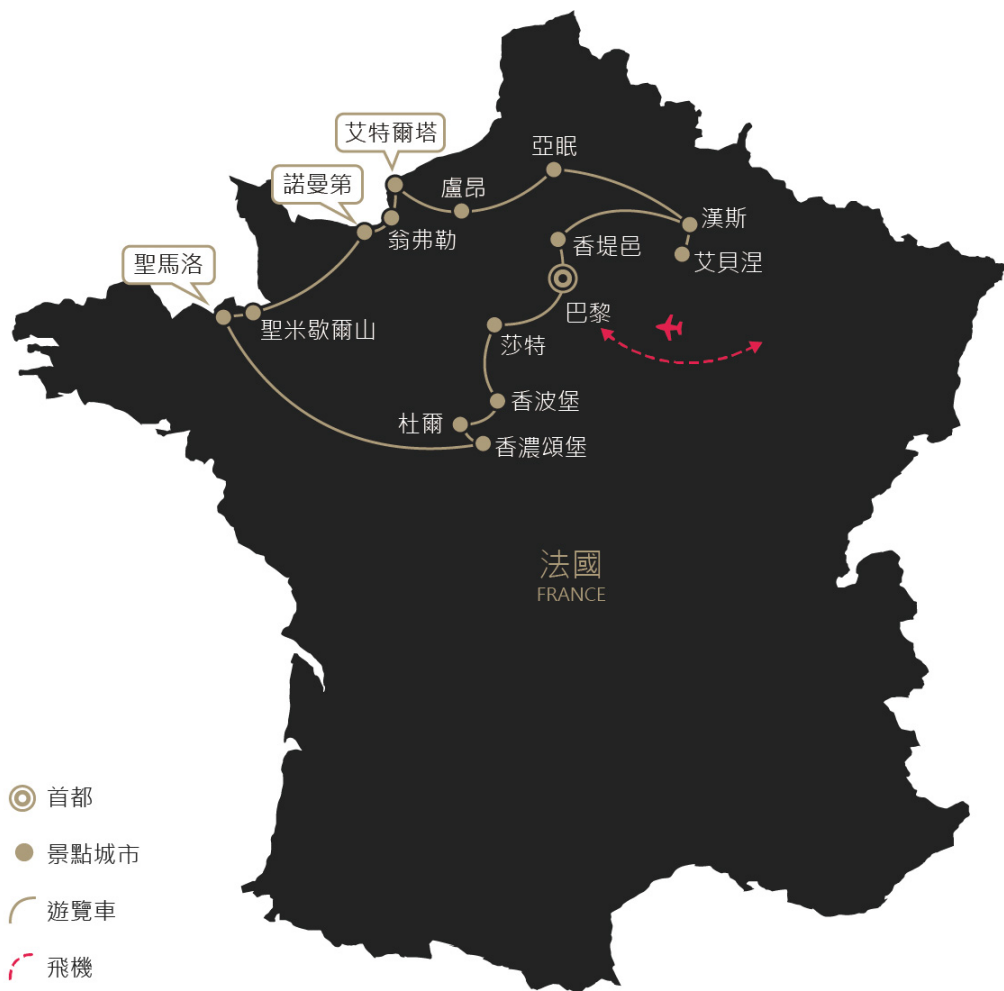 艾特爾塔
亞眠
諾曼第
盧昂
漢斯
翁弗勒
香堤邑
艾貝涅
聖馬洛
巴黎
聖米歇爾山
莎特
香波堡
杜爾
香濃頌堡
法國
FRANCE
首都
景點城市
遊覽車
飛機